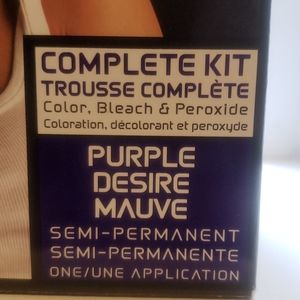 COMPLETE KIT
TROUSSE COMPLÈTE
Color, Bleach & Peroxide
Coloration, décolorant et peroxyde
PURPLE
DESIRE
MAUVE
SEMI-PERMANENT
SEMI-PERMANENTE
ONE/UNE APPLICATION